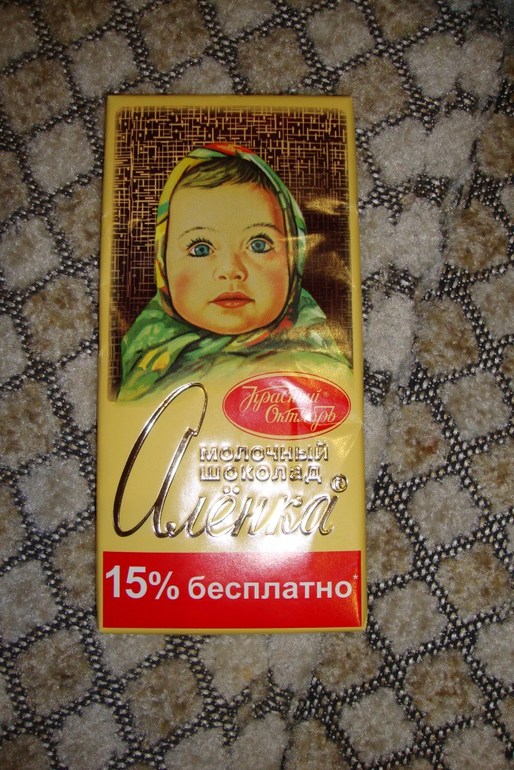 Красный®
Октябрь
молочный
шоколад
Алёнка®
15% бесплатно*